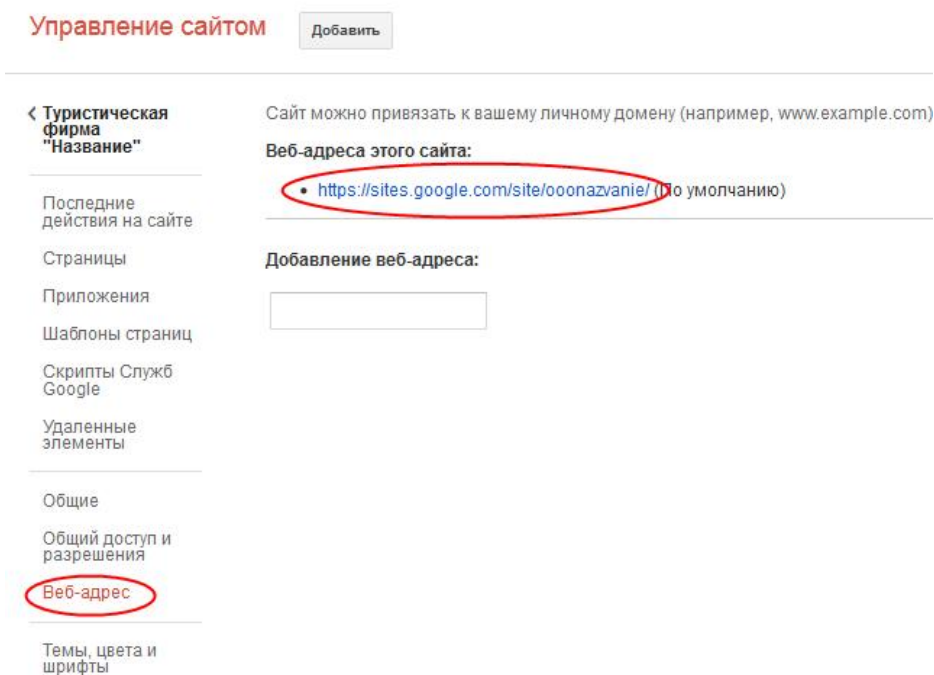 Управление сайтом
Добавить
Туристическая
фирма
"Название"
Последние
действия на сайте
Страницы
Приложения
Шаблоны страниц
Скрипты Служб
Google
Удаленные
элементы
Общие
Общий доступ и
разрешения
Веб-адрес
Темы, цвета и
шрифты
Сайт можно привязать к вашему личному домену (например, www.example.com)
Веб-адреса этого сайта:
• https://sites.google.com/site/ooonazvanie/ (По умолчанию)
Добавление веб-адреса: